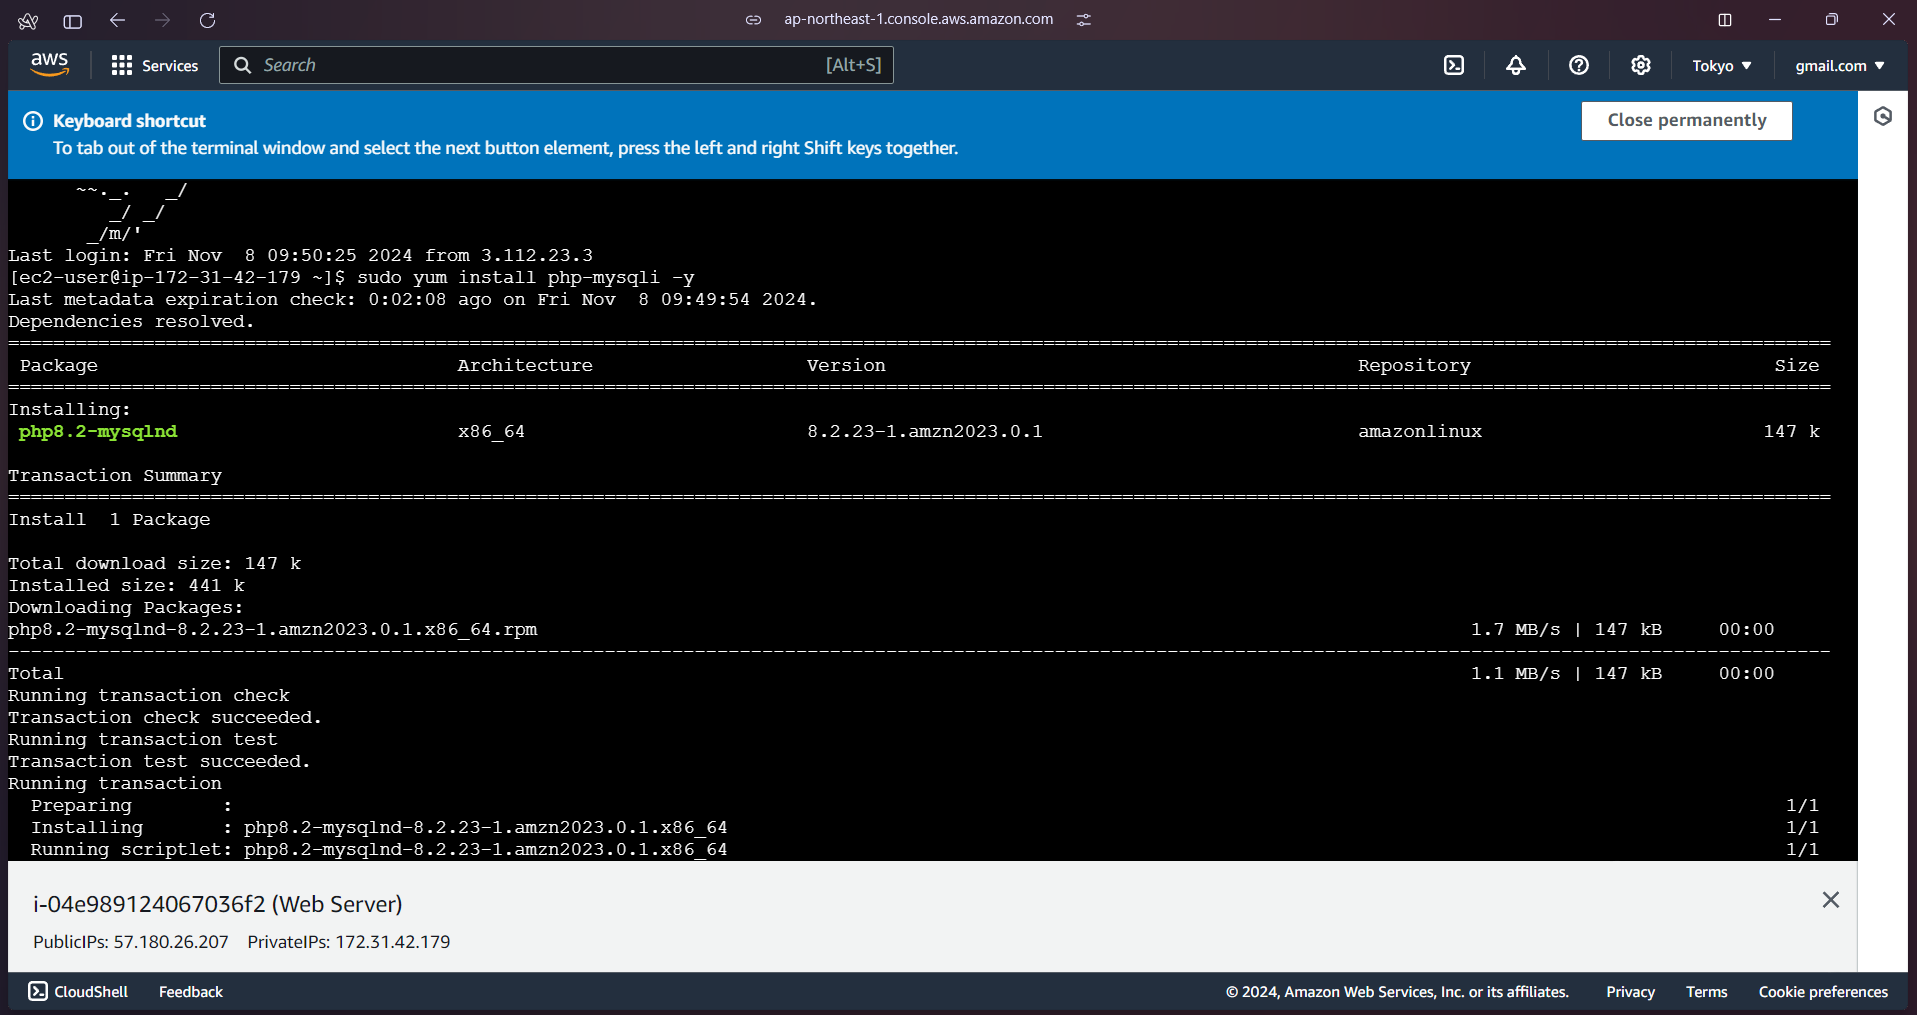 ap-northeast-1.console.aws.amazon.com
aws Services Search [Alt+S] Tokyo gmail.com
Keyboard shortcut
Close permanently
To tab out of the terminal window and select the next button element, press the left and right Shift keys together.
~~._. _/
_/ _/
_/m/'
Last login: Fri Nov  8 09:50:25 2024 from 3.112.23.3
[ec2-user@ip-172-31-42-179 ~]$ sudo yum install php-mysqli -y
Last metadata expiration check: 0:02:08 ago on Fri Nov  8 09:49:54 2024.
Dependencies resolved.
Package Architecture Version Repository Size
Installing:
php8.2-mysqlnd x86_64 8.2.23-1.amzn2023.0.1 amazonlinux 147 k
Transaction Summary
Install  1 Package
Total download size: 147 k
Installed size: 441 k
Downloading Packages:
php8.2-mysqlnd-8.2.23-1.amzn2023.0.1.x86_64.rpm 1.7 MB/s | 147 kB 00:00
Total 1.1 MB/s | 147 kB 00:00
Running transaction check
Transaction check succeeded.
Running transaction test
Transaction test succeeded.
Running transaction
Preparing : 1/1
Installing : php8.2-mysqlnd-8.2.23-1.amzn2023.0.1.x86_64 1/1
Running scriptlet: php8.2-mysqlnd-8.2.23-1.amzn2023.0.1.x86_64 1/1
i-04e989124067036f2 (Web Server)
PublicIPs: 57.180.26.207 PrivateIPs: 172.31.42.179
CloudShell Feedback © 2024, Amazon Web Services, Inc. or its affiliates. Privacy Terms Cookie preferences